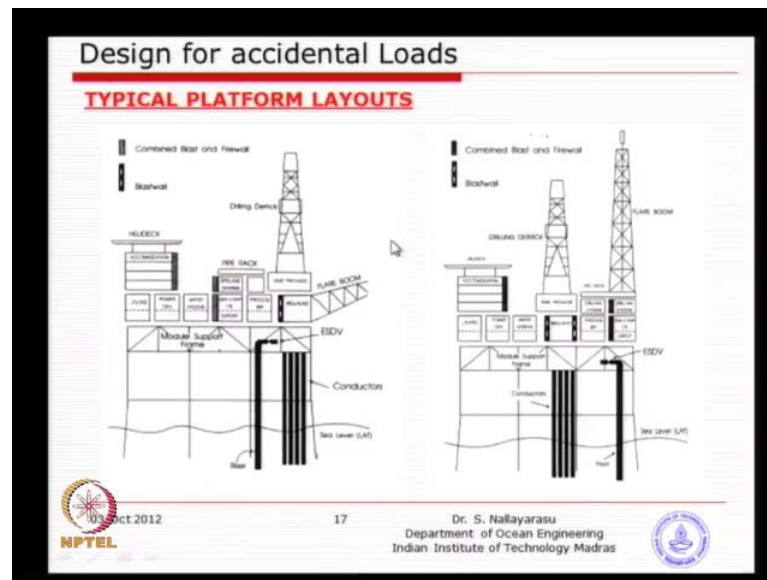 Design for accidental Loads
TYPICAL PLATFORM LAYOUTS
Combined Blast and Firewall
Blastwall
Drilling Derrick
HELIDECK
ACCOMMODATION
PIPE RACK
FLARE BOOM
Module Support
Frame
ESDV
Conductors
Sea Level (LAT)
Riser
Combined Blast and Firewall
Blastwall
FLARE BOOM
DRILLING DERRICK
Module Support
Frame
ESDV
Conductors
Sea Level (LAT)
Riser
03 Oct 2012
17
Dr. S. Nallayarasu
Department of Ocean Engineering
Indian Institute of Technology Madras
NPTEL